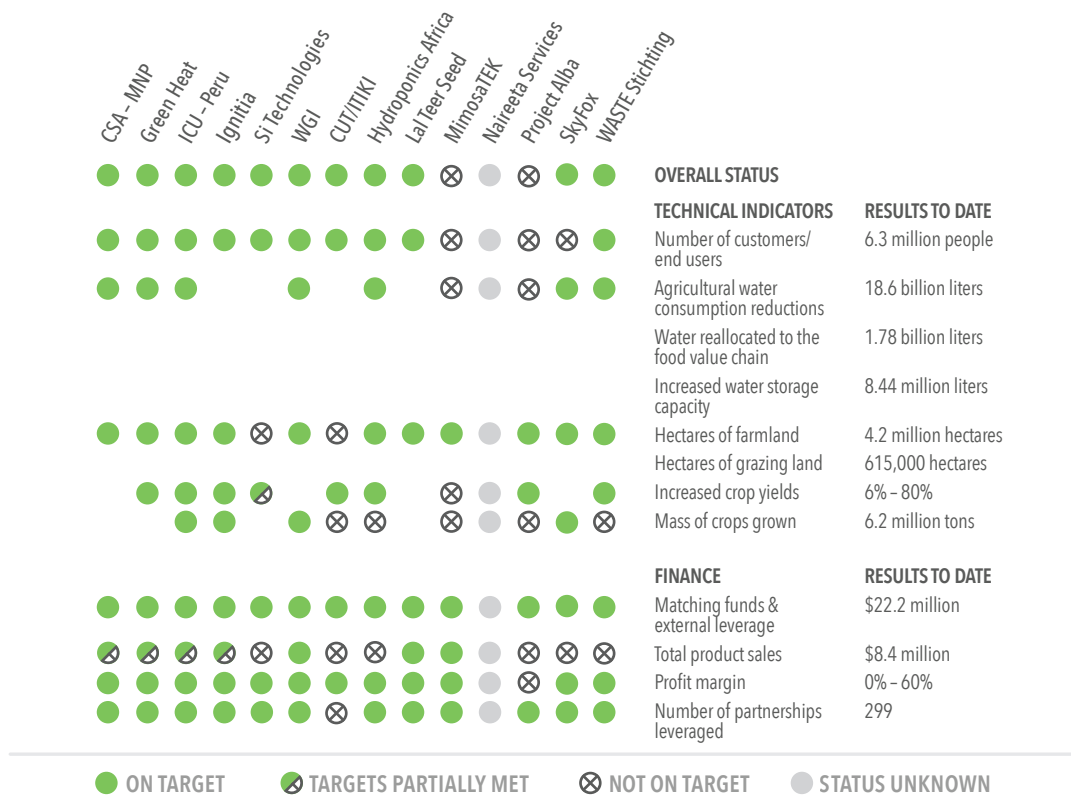 CSA – MNP
Green Heat
ICU – Peru
Ignitia
Si Technologies
WGI
CUT/ITIKI
Hydroponics Africa
Lal Teer Seed
MimosaTEK
Naireeta Services
Project Alba
SkyFox
WASTE Stichting
OVERALL STATUS
TECHNICAL INDICATORS RESULTS TO DATE
Number of customers/ 6.3 million people
end users
Agricultural water 18.6 billion liters
consumption reductions
Water reallocated to the 1.78 billion liters
food value chain
Increased water storage 8.44 million liters
capacity
Hectares of farmland 4.2 million hectares
Hectares of grazing land 615,000 hectares
Increased crop yields 6% – 80%
Mass of crops grown 6.2 million tons
FINANCE RESULTS TO DATE
Matching funds & $22.2 million
external leverage
Total product sales $8.4 million
Profit margin 0% – 60%
Number of partnerships 299
leveraged
ON TARGET TARGETS PARTIALLY MET NOT ON TARGET STATUS UNKNOWN